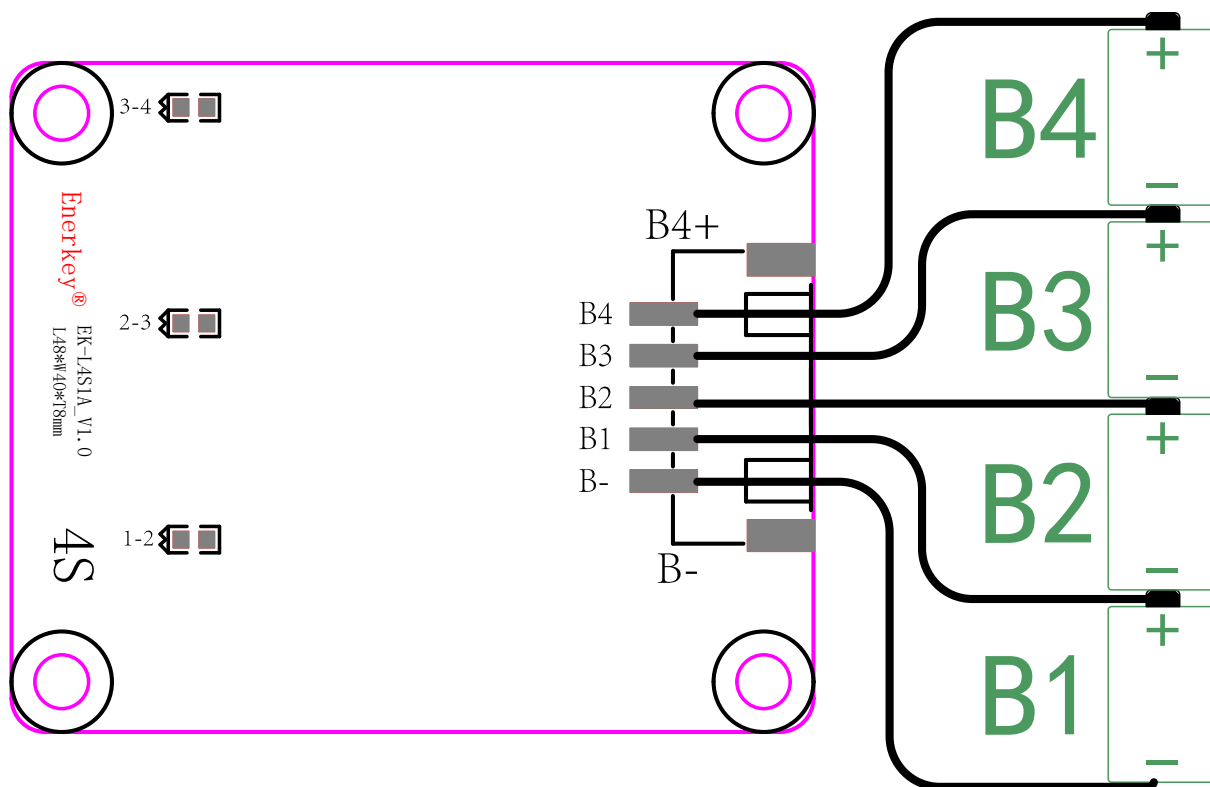 3-4
Enerkey®
2-3
EK-L4S1A_V1.0
L48*W40*T8mm
1-2
4S
B4+
B4
B3
B2
B1
B-
B-
B4
+
−
B3
+
−
B2
+
−
B1
+
−